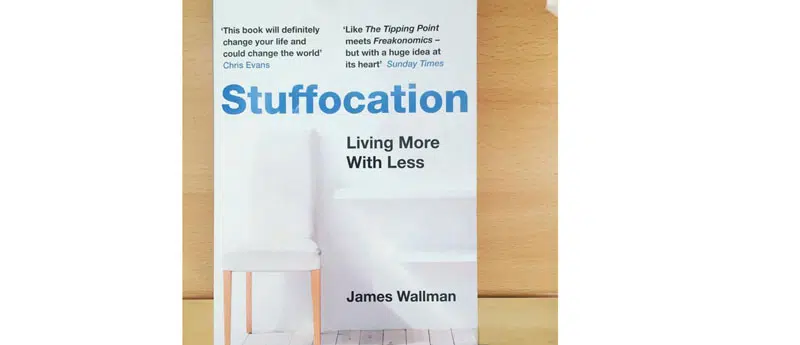 'This book will definitely
change your life and
could change the world'
Chris Evans
'Like The Tipping Point
meets Freakonomics –
but with a huge idea at
its heart' Sunday Times
Stuffocation
Living More
With Less
James Wallman